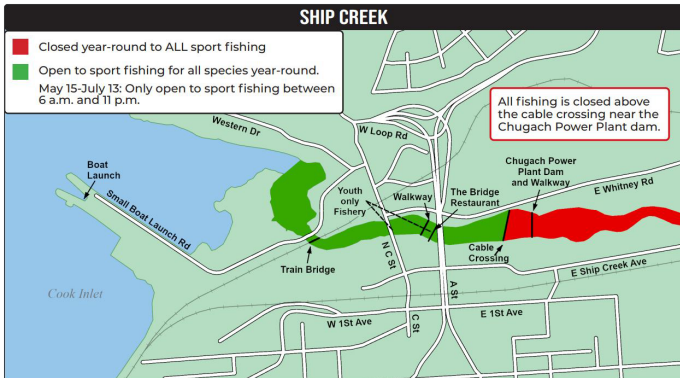 SHIP CREEK
Closed year-round to ALL sport fishing
Open to sport fishing for all species year-round.
May 15-July 13: Only open to sport fishing between
6 a.m. and 11 p.m.
All fishing is closed above
the cable crossing near the
Chugach Power Plant dam.
Western Dr
W Loop Rd
Boat
Launch
Small Boat Launch Rd
Youth
only
Fishery
Walkway
The Bridge
Restaurant
Chugach Power
Plant Dam
and Walkway
E Whitney Rd
Train Bridge
N C St
Cable
Crossing
E Ship Creek Ave
Cook Inlet
A St
W 1St Ave
C St
E 1St Ave